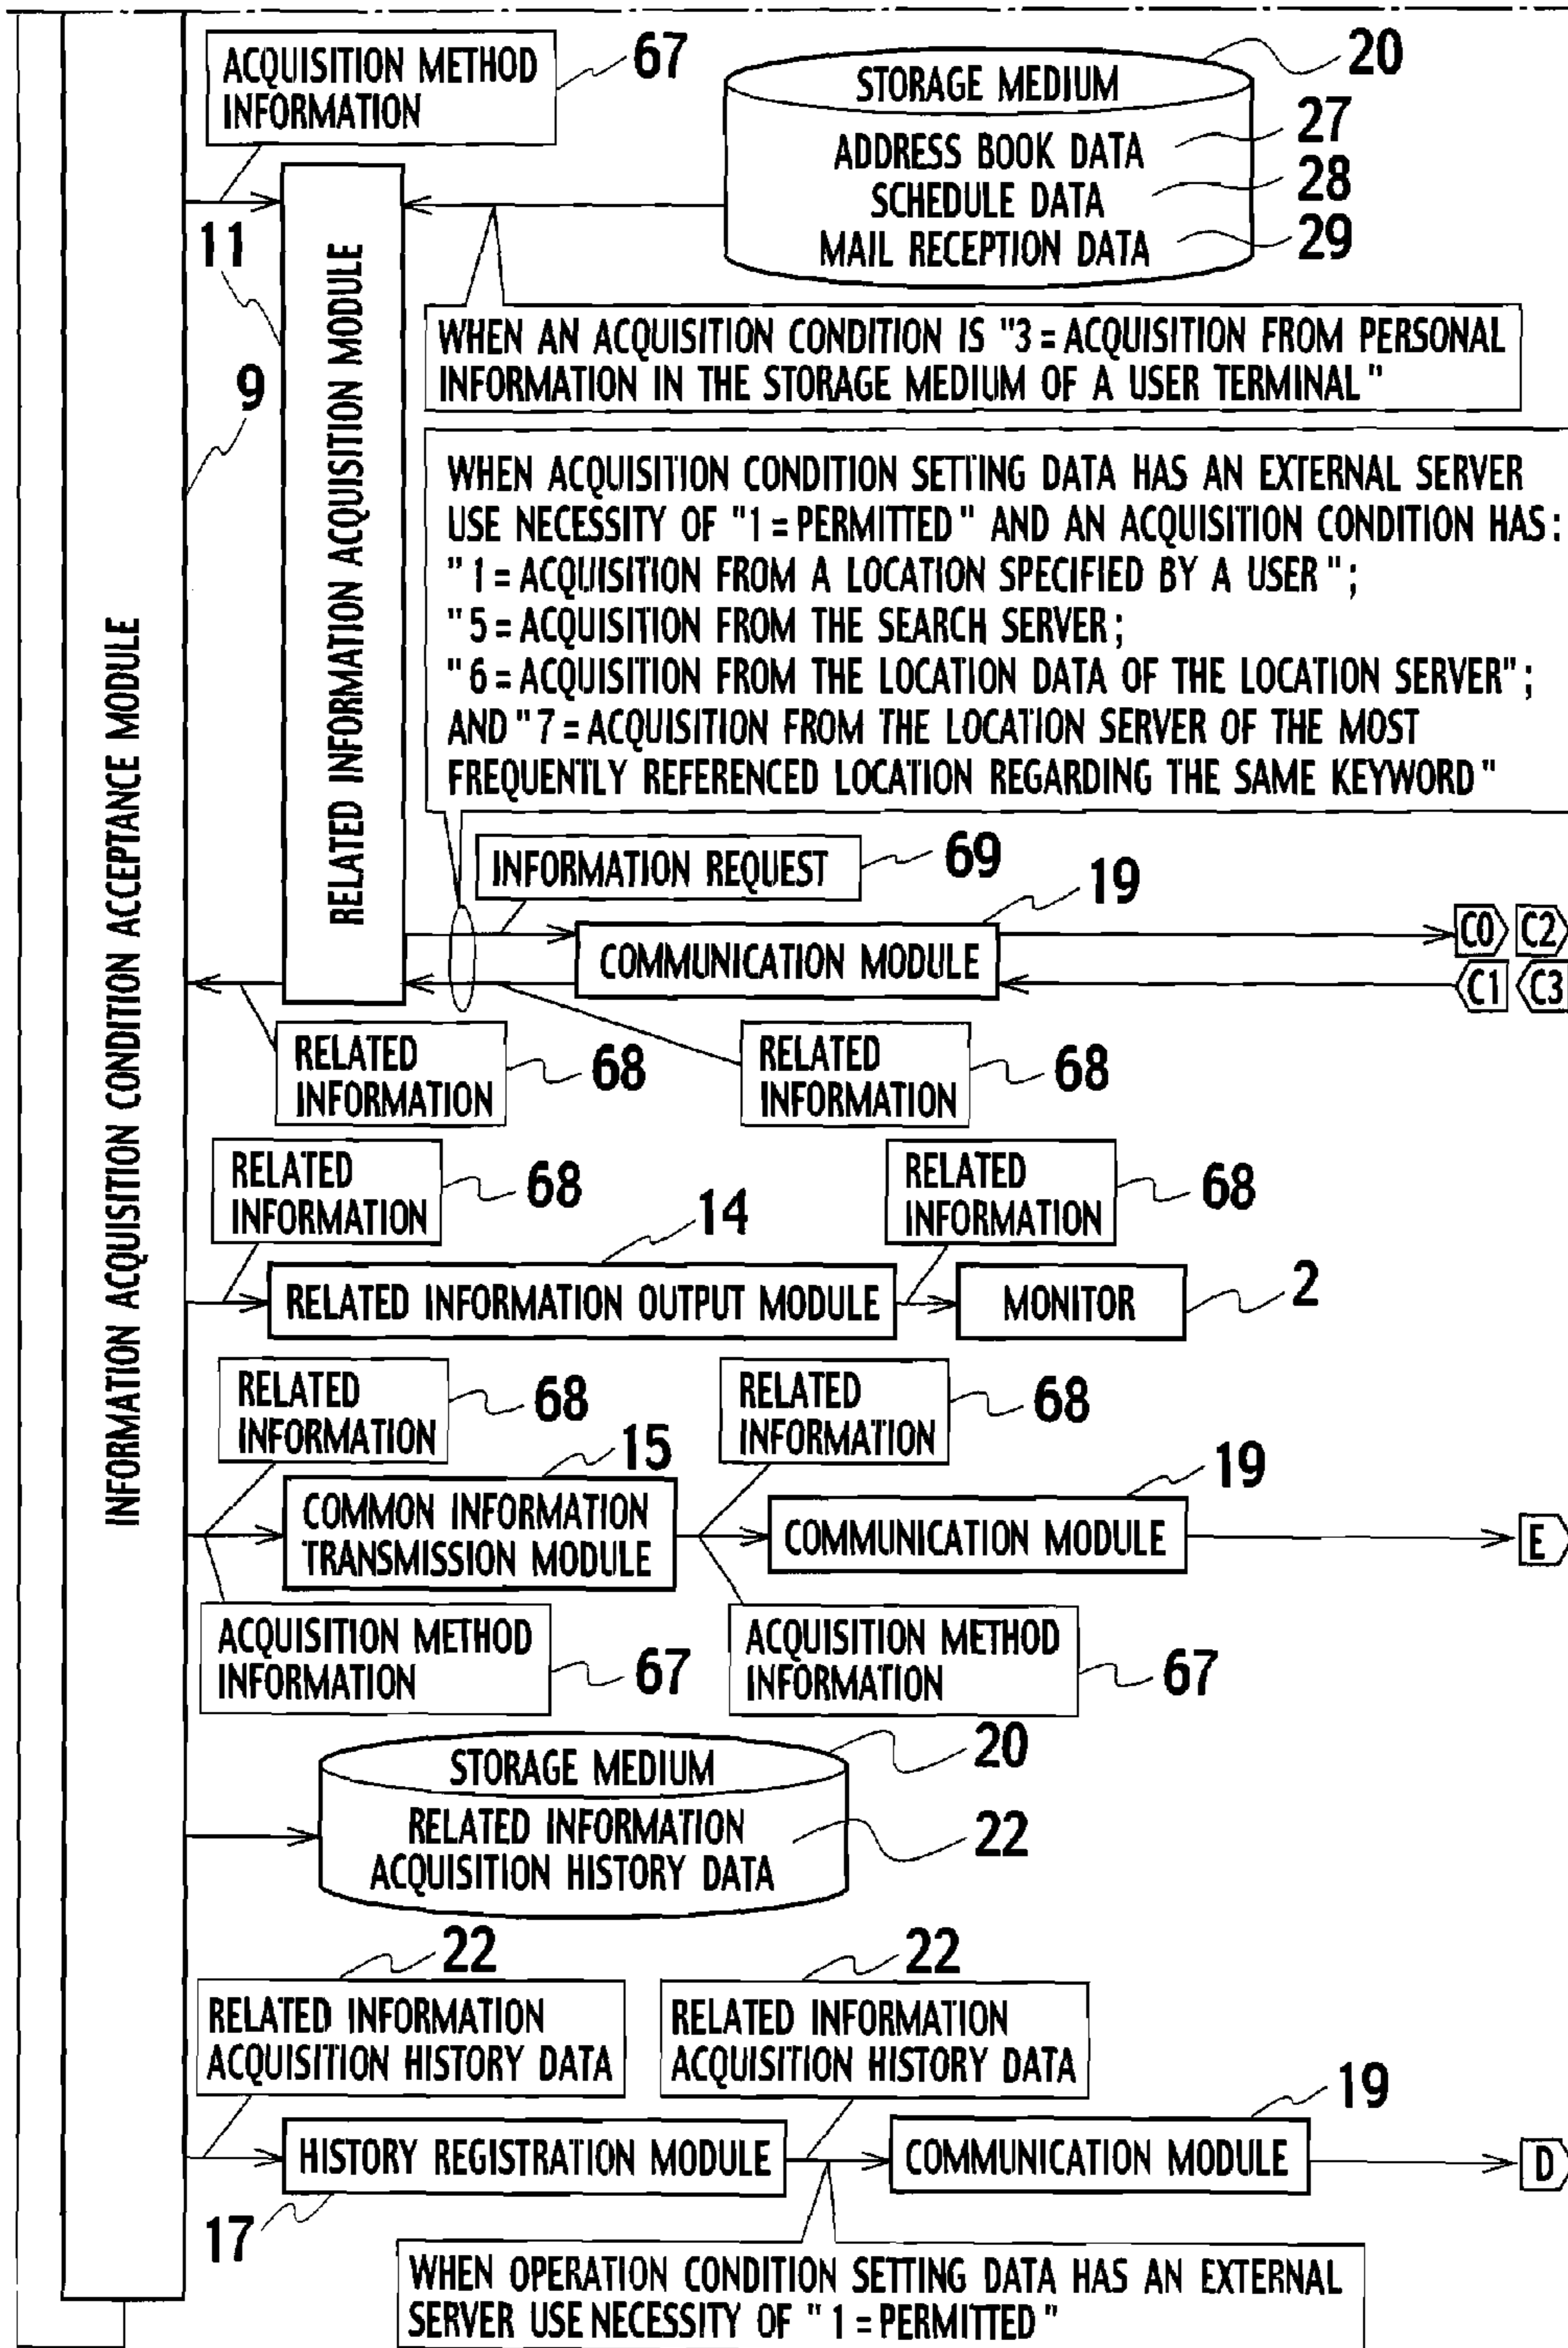 ACQUISITION METHOD
INFORMATION
67
20
STORAGE MEDIUM
ADDRESS BOOK DATA
27
SCHEDULE DATA
28
MAIL RECEPTION DATA
29
11
9
RELATED INFORMATION ACQUISITION MODULE
INFORMATION ACQUISITION CONDITION ACCEPTANCE MODULE
WHEN AN ACQUISITION CONDITION IS "3=ACQUISITION FROM PERSONAL
INFORMATION IN THE STORAGE MEDIUM OF A USER TERMINAL"
WHEN ACQUISITION CONDITION SETTING DATA HAS AN EXTERNAL SERVER
USE NECESSITY OF "1=PERMITTED" AND AN ACQUISITION CONDITION HAS:
"1=ACQUISITION FROM A LOCATION SPECIFIED BY A USER";
"5=ACQUISITION FROM THE SEARCH SERVER;
"6=ACQUISITION FROM THE LOCATION DATA OF THE LOCATION SERVER";
AND "7=ACQUISITION FROM THE LOCATION SERVER OF THE MOST
FREQUENTLY REFERENCED LOCATION REGARDING THE SAME KEYWORD"
INFORMATION REQUEST
69
19
COMMUNICATION MODULE
C0
C2
C1
C3
RELATED
INFORMATION
68
RELATED
INFORMATION
68
RELATED
INFORMATION
68
14
RELATED
INFORMATION
68
RELATED INFORMATION OUTPUT MODULE
MONITOR
2
RELATED
INFORMATION
68
RELATED
INFORMATION
68
15
COMMON INFORMATION
TRANSMISSION MODULE
19
COMMUNICATION MODULE
E
ACQUISITION METHOD
INFORMATION
67
ACQUISITION METHOD
INFORMATION
67
20
STORAGE MEDIUM
RELATED INFORMATION
ACQUISITION HISTORY DATA
22
22
RELATED INFORMATION
ACQUISITION HISTORY DATA
22
RELATED INFORMATION
ACQUISITION HISTORY DATA
19
HISTORY REGISTRATION MODULE
COMMUNICATION MODULE
D
17
WHEN OPERATION CONDITION SETTING DATA HAS AN EXTERNAL
SERVER USE NECESSITY OF "1=PERMITTED"